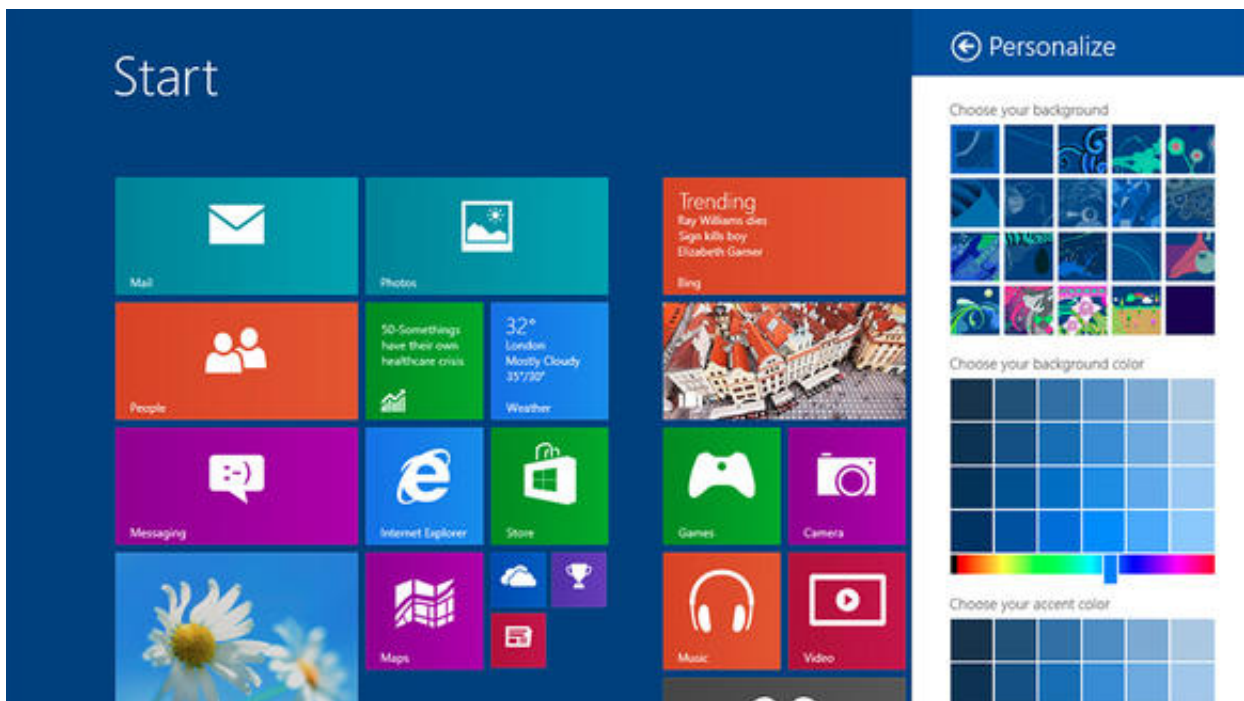 Start
Personalize
Choose your background
Mail
Photos
Trending
Ray Williams dies
Sign kills boy
Elizabeth Garner
Bing
People
50-Somethings
have their own
healthcare crisis
32°
London
Mostly Cloudy
35°/30°
Weather
Choose your background color
Messaging
:-)
Internet Explorer
Store
Games
Camera
Maps
Music
Video
Choose your accent color